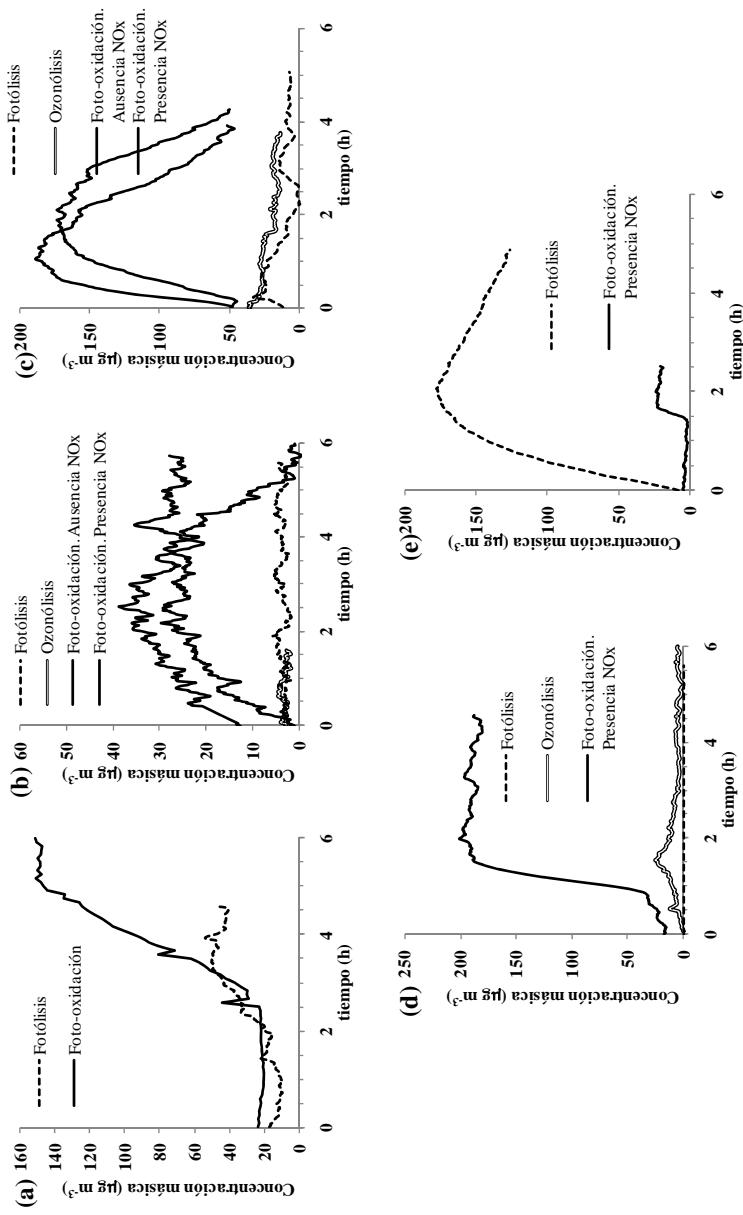 (a)
Concentración másica (µg m⁻³)
160
140
120
100
80
60
40
20
0
Fotólisis
Foto-oxidación
0
2
4
6
tiempo (h)
(b)
Concentración másica (µg m⁻³)
60
50
40
30
20
10
0
Fotólisis
Ozonólisis
Foto-oxidación. Ausencia NOx
Foto-oxidación. Presencia NOx
0
2
4
6
tiempo (h)
(c)
Concentración másica (µg m⁻³)
200
150
100
50
0
Fotólisis
Ozonólisis
Foto-oxidación.
Ausencia NOx
Foto-oxidación.
Presencia NOx
0
2
4
6
tiempo (h)
(d)
Concentración másica (µg m⁻³)
250
200
150
100
50
0
Fotólisis
Ozonólisis
Foto-oxidación.
Presencia NOx
0
2
4
6
tiempo (h)
(e)
Concentración másica (µg m⁻³)
200
150
100
50
0
Fotólisis
Foto-oxidación.
Presencia NOx
0
2
4
6
tiempo (h)